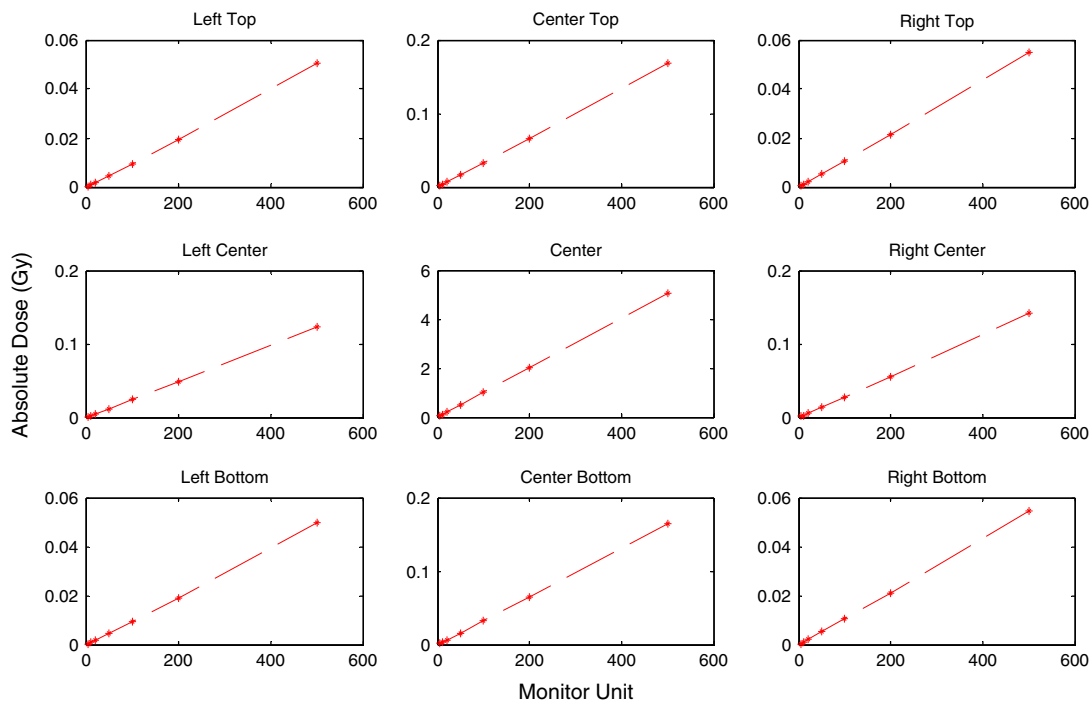 Left Top
Center Top
Right Top
0.06
0.04
0.02
0
0 200 400 600
0.2
0.1
0
0 200 400 600
0.06
0.04
0.02
0
0 200 400 600
Absolute Dose (Gy)
Left Center
Center
Right Center
0.2
0.1
0
0 200 400 600
6
4
2
0
0 200 400 600
0.2
0.1
0
0 200 400 600
Left Bottom
Center Bottom
Right Bottom
0.06
0.04
0.02
0
0 200 400 600
0.2
0.1
0
0 200 400 600
0.06
0.04
0.02
0
0 200 400 600
Monitor Unit